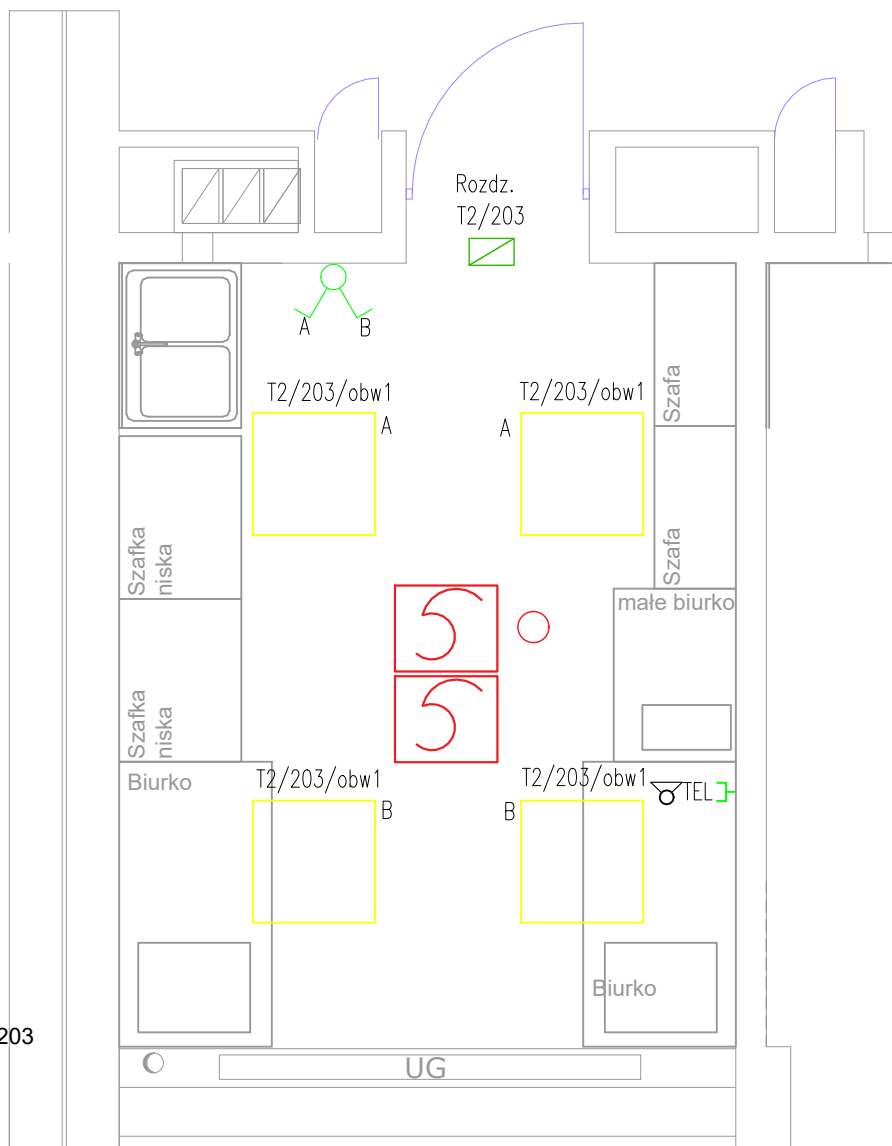 Rozdz.
T2/203
A
B
T2/203/obw1
A
T2/203/obw1
A
Szafa
Szafka
niska
Szafa
małe biurko
Szafka
niska
Biurko
T2/203/obw1
B
T2/203/obw1
B
TEL
Biurko
203
UG